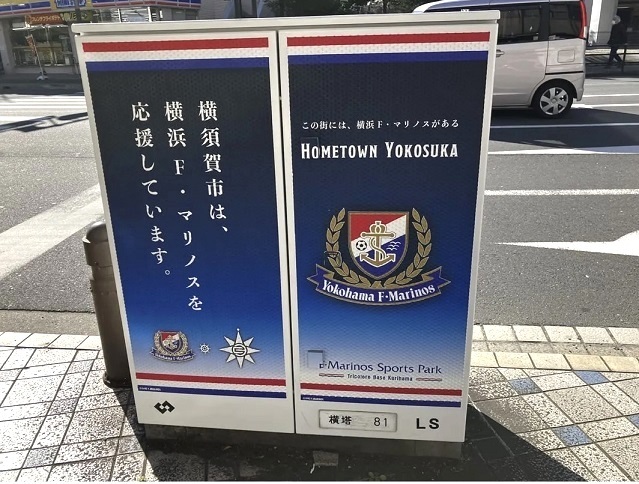 横須賀市は、
横浜F・マリノスを
応援しています。
この街には、横浜F・マリノスがある
HOMETOWN YOKOSUKA
Yokohama F·Marinos
F·Marinos Sports Park
Tricolore Base Kurihama
横塔 81
LS